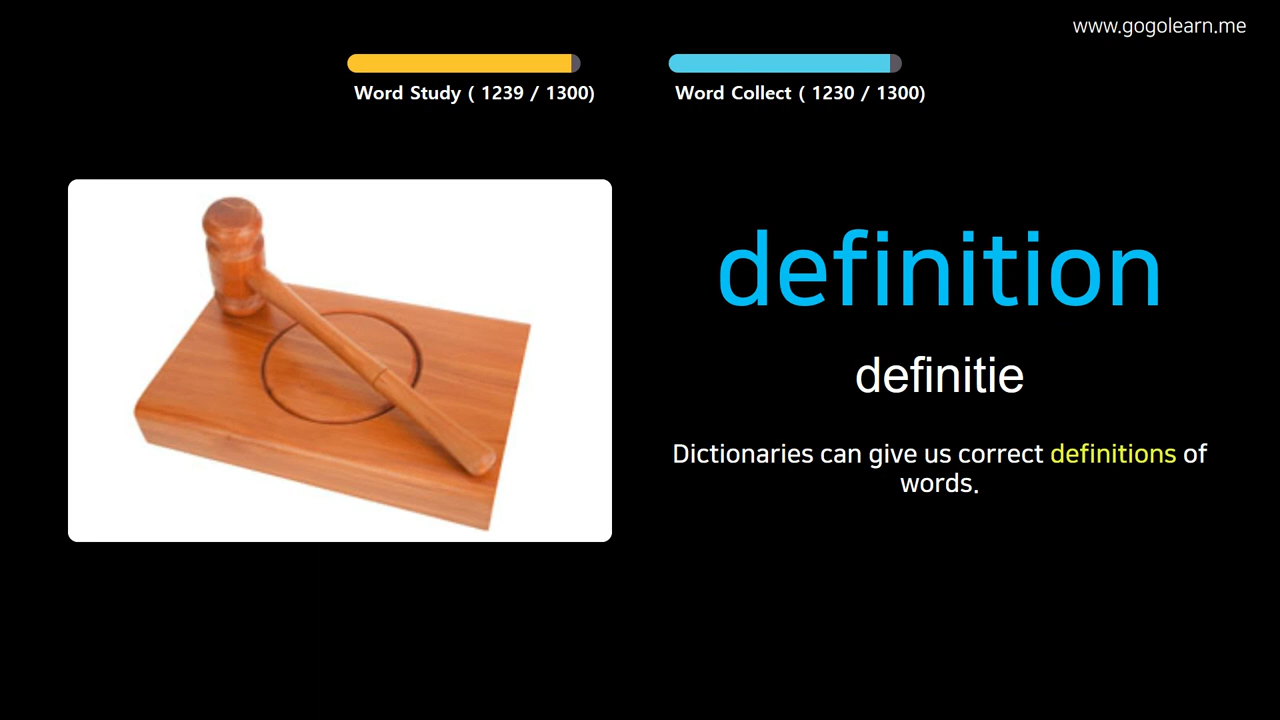 www.gogolearn.me
Word Study ( 1239 / 1300)
Word Collect ( 1230 / 1300)
definition
definitie
Dictionaries can give us correct definitions of
words.